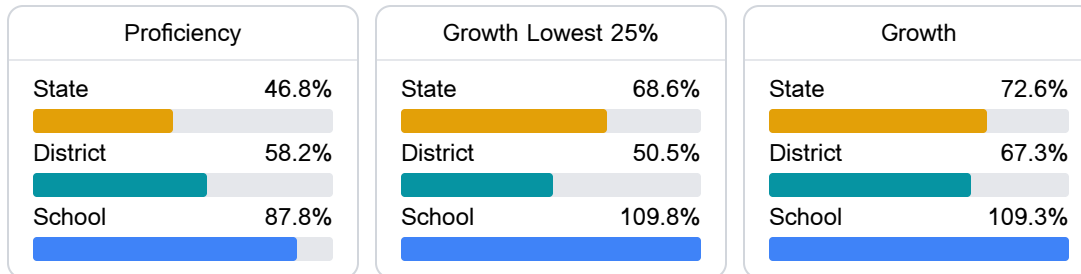 Proficiency
State 46.8%
District 58.2%
School 87.8%
Growth Lowest 25%
State 68.6%
District 50.5%
School 109.8%
Growth
State 72.6%
District 67.3%
School 109.3%